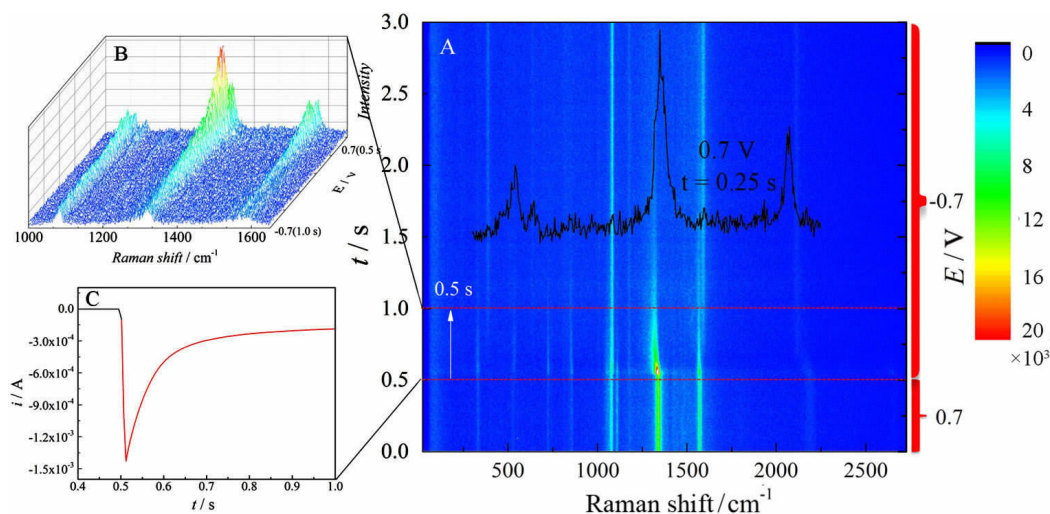 B
Intensity
0.7(0.5 s)
E / V
-0.7(1.0 s)
1000 1200 1400 1600
Raman shift / cm⁻¹
C
0.0
-3.0x10⁻⁴
-6.0x10⁻⁴
-9.0x10⁻⁴
-1.2x10⁻³
-1.5x10⁻³
i / A
0.4 0.5 0.6 0.7 0.8 0.9 1.0
t / s
A
3.0
2.5
2.0
1.5
1.0
0.5
0.0
t / s
0.7 V
t = 0.25 s
0.5 s
500 1000 1500 2000 2500
Raman shift/cm⁻¹
-0.7
0.7
E / V
0
4
8
12
16
20
×10³